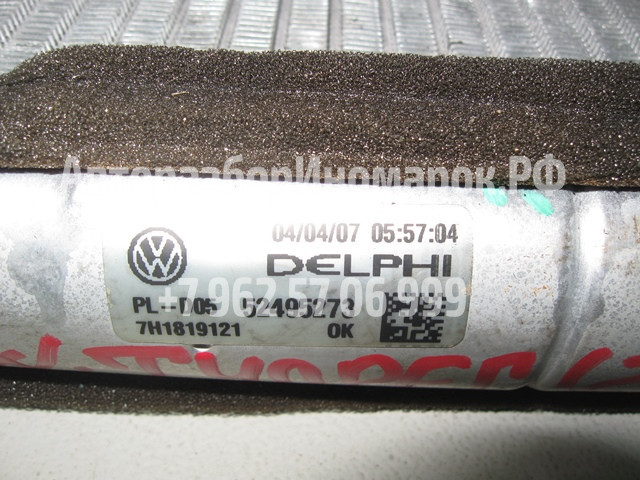 АвторазборИномарок.РФ
04/04/07 05:57:04
DELPHI
+7 962 57 06 999
PL-D05 52495273
7H1819121 OK